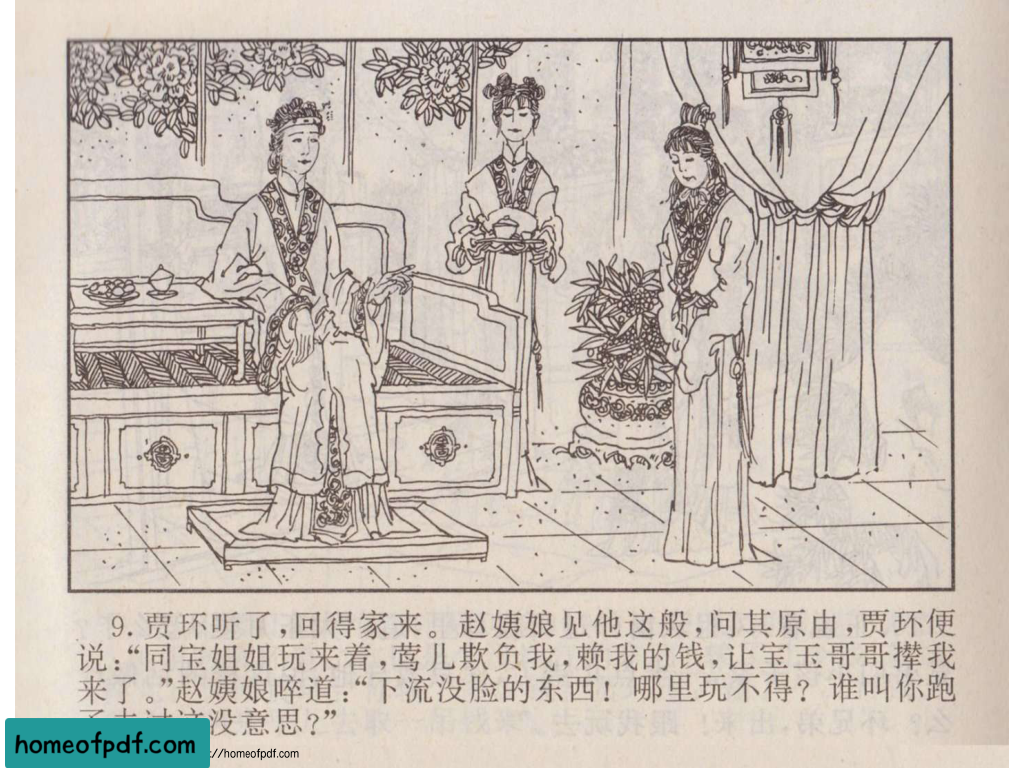 9. 贾环听了，回得家来。赵姨娘见他这般，问其原由，贾环便
说：“同宝姐姐玩来着，莺儿欺负我，赖我的钱，让宝玉哥哥撵我
来了。”赵姨娘啐道：“下流没脸的东西！哪里玩不得？谁叫你跑
没意思？”
homeofpdf.com
://homeofpdf.com